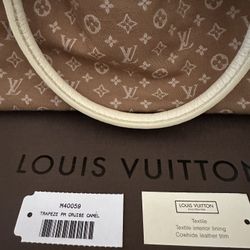 LOUIS VUITTON
M40059
TRAPEZE PM CRUISE CAMEL
LOUIS VUITTON
Textile
Textile interior lining
Cowhide leather trim